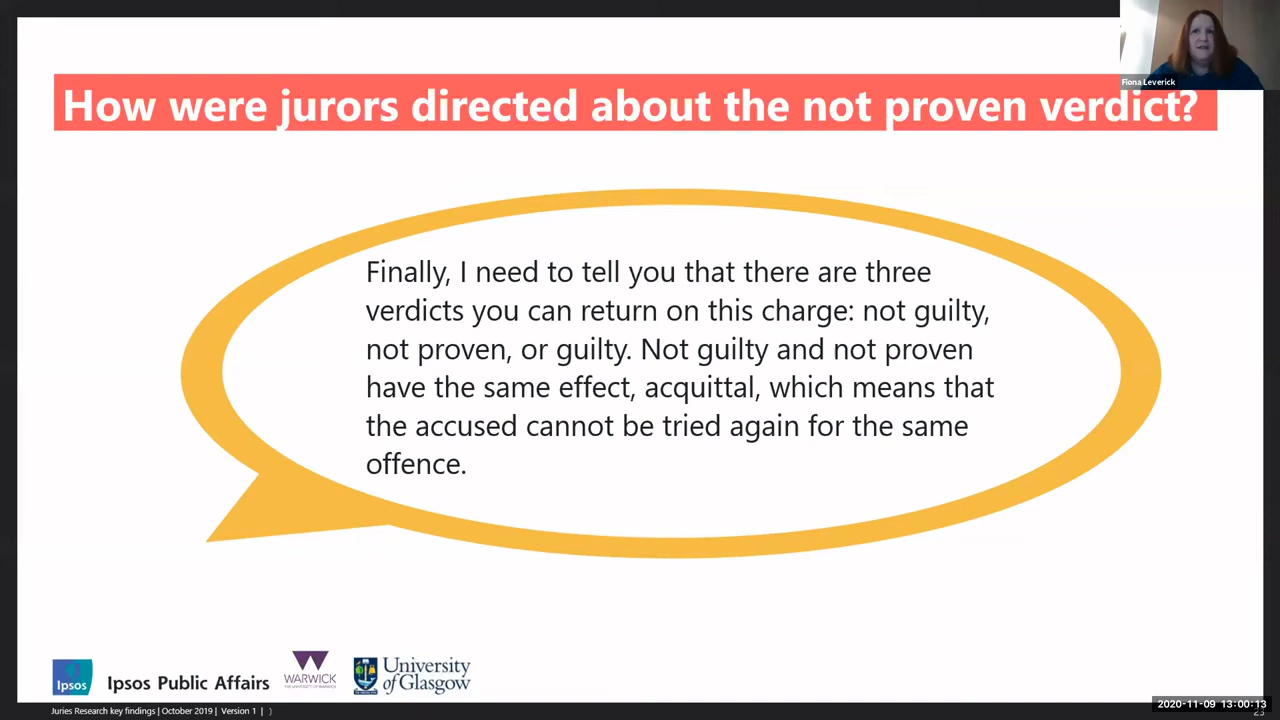 Fiona Leverick
How were jurors directed about the not proven verdict?
Finally, I need to tell you that there are three
verdicts you can return on this charge: not guilty,
not proven, or guilty. Not guilty and not proven
have the same effect, acquittal, which means that
the accused cannot be tried again for the same
offence.
Ipsos
Ipsos Public Affairs
WARWICK
THE UNIVERSITY OF WARWICK
University
of Glasgow
Juries Research key findings | October 2019 | Version 1 | )
2020-11-09 13:00:13